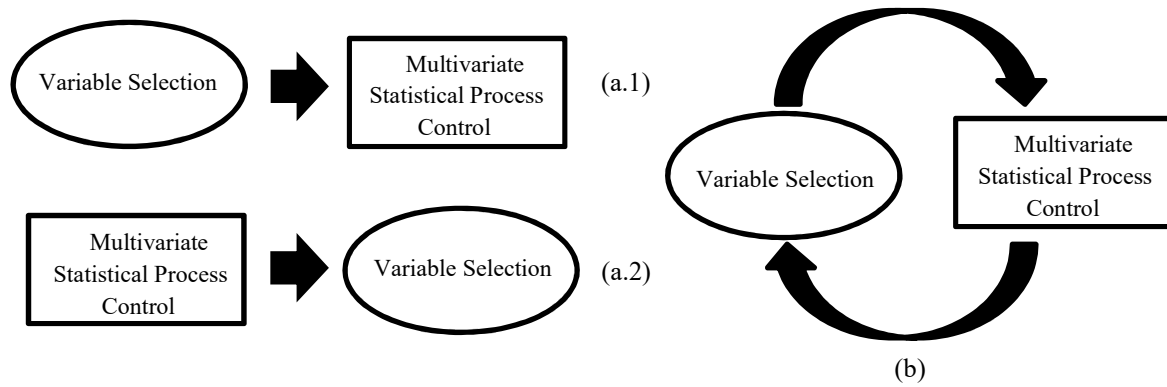 Variable Selection
Multivariate
Statistical Process
Control
(a.1)
Multivariate
Statistical Process
Control
Variable Selection
(a.2)
Variable Selection
Multivariate
Statistical Process
Control
(b)